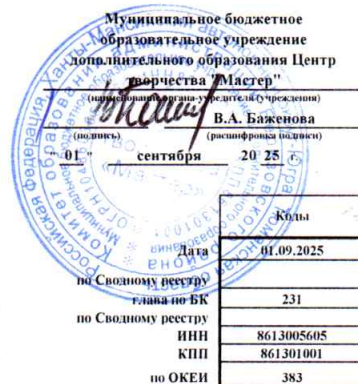 Муниципальное бюджетное
образовательное учреждение
дополнительного образования Центр
творчества "Мастер"
(наименование органа-учредителя (учреждения)
В.А. Баженова
(подпись) (расшифровка подписи)
" 01 " сентября 20 25 г.
Коды
Дата 01.09.2025
по Сводному реестру
глава по БК 231
по Сводному реестру
ИНН 8613005605
КПП 861301001
по ОКЕИ 383